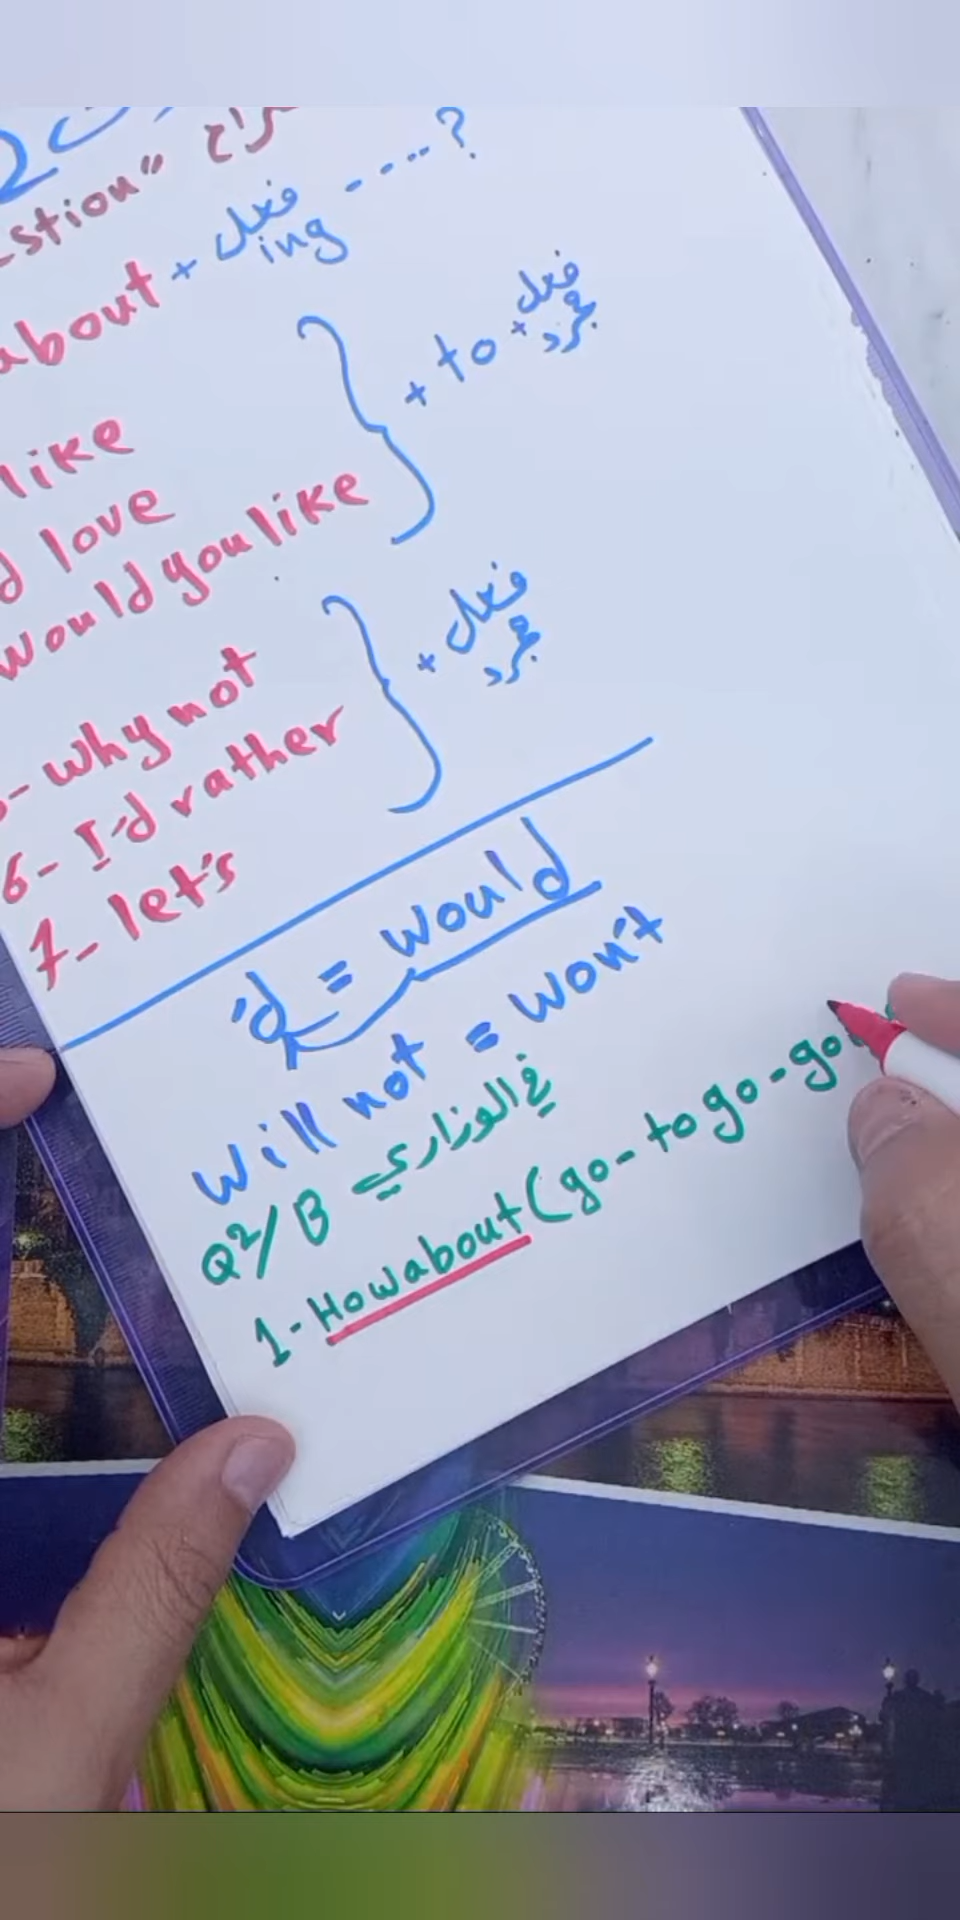 اح
stion"
about + فعل ing ----?
like
love
would you like
+ to + فعل مجرد
- why not
6- I'd rather
7- let's
+ فعل مجرد
'd = would
will not = won't
Q2/B في الوزاري
1- How about (go - to go - go